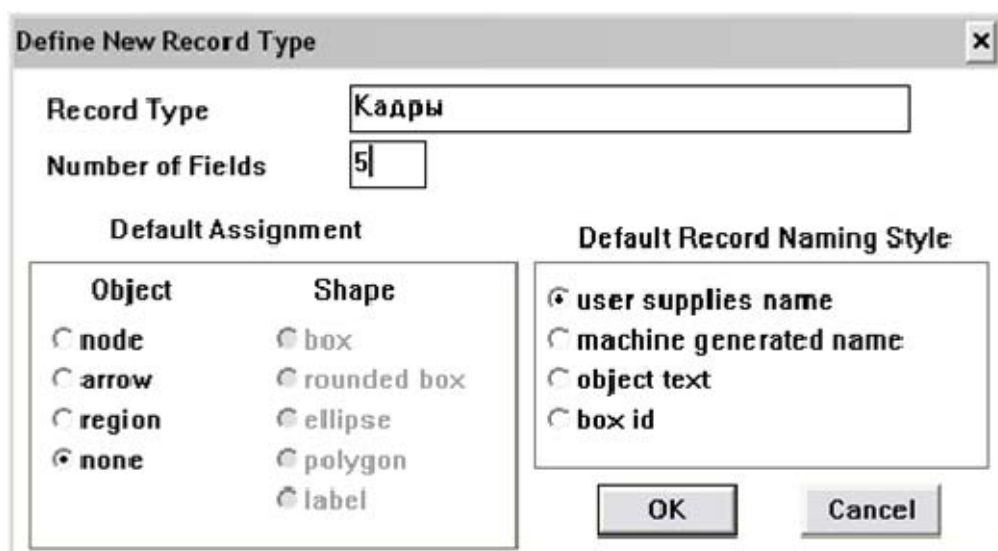 Define New Record Type
Record Type
Кадры
Number of Fields
5
Default Assignment
Object
node
arrow
region
none
Shape
box
rounded box
ellipse
polygon
label
Default Record Naming Style
user supplies name
machine generated name
object text
box id
OK
Cancel